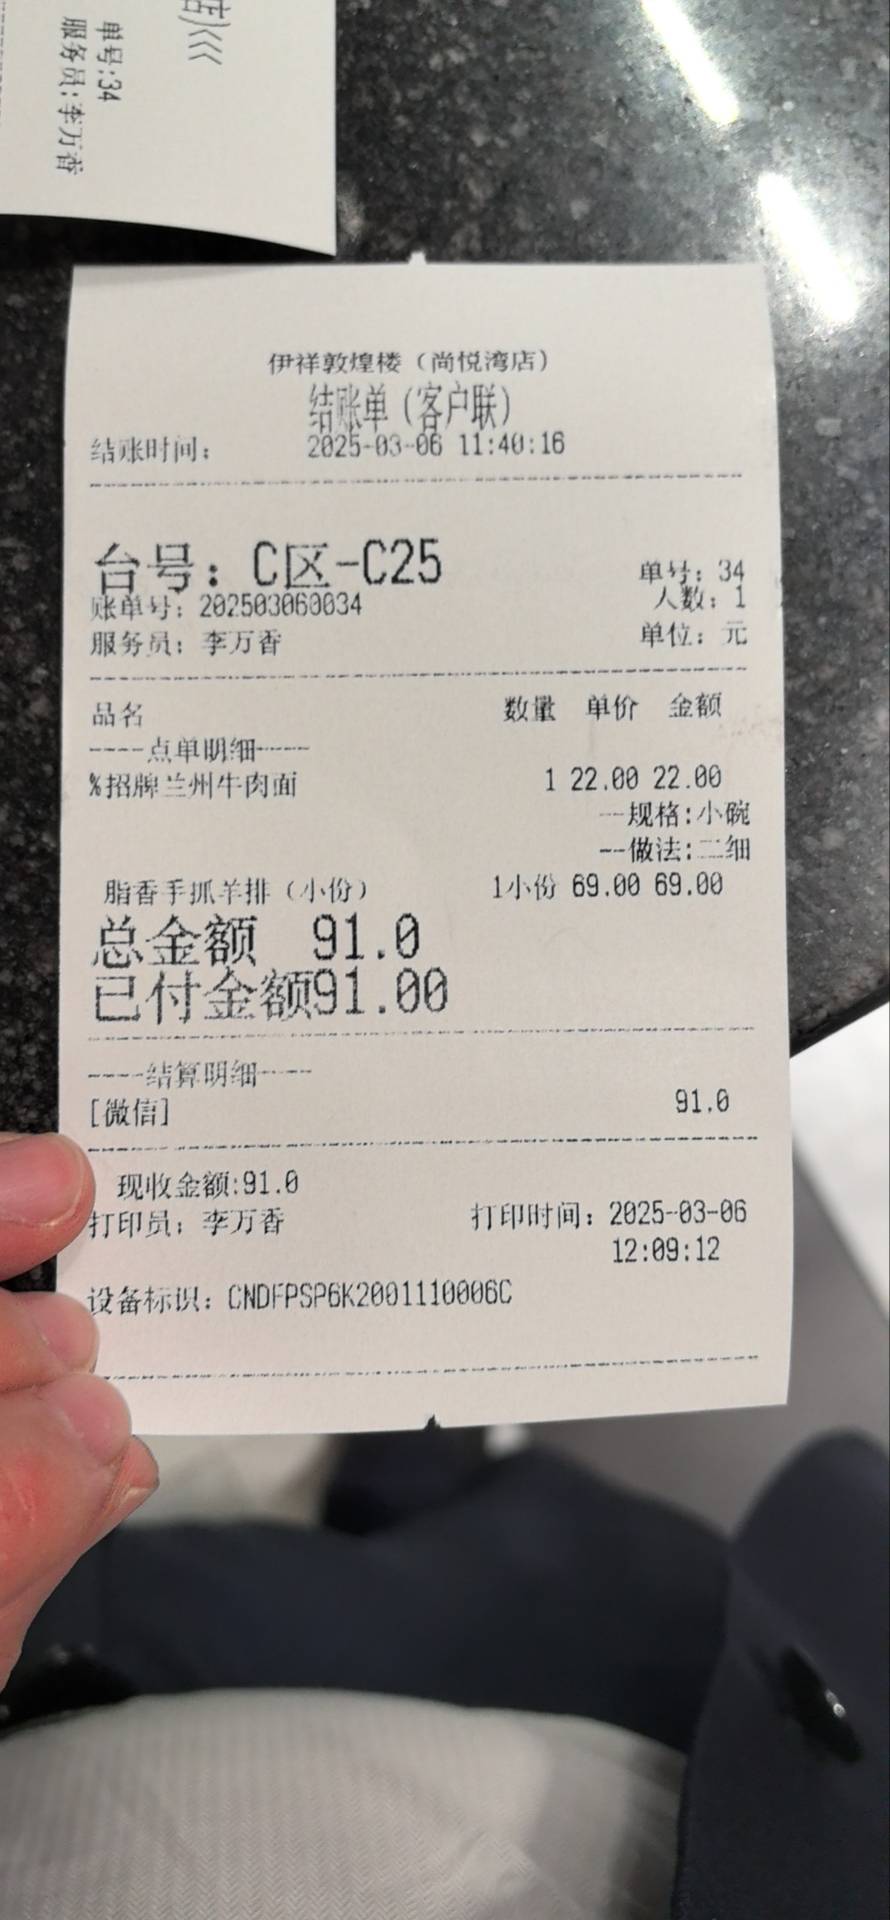 店)<<<
单号:34
服务员:李万香
伊祥敦煌楼（尚悦湾店）
结账单（客户联）
结账时间： 2025-03-06 11:40:16
台号：C区-C25
单号：34
账单号：202503060034
人数：1
服务员：李万香 单位：元
品名 数量 单价 金额
----点单明细----
%招牌兰州牛肉面 1 22.00 22.00
--规格:小碗
--做法:二细
脂香手抓羊排（小份） 1小份 69.00 69.00
总金额 91.0
已付金额91.00
----结算明细----
[微信] 91.0
现收金额:91.0
打印员：李万香 打印时间：2025-03-06
12:09:12
设备标识：CNDFPSP6K2001110006C